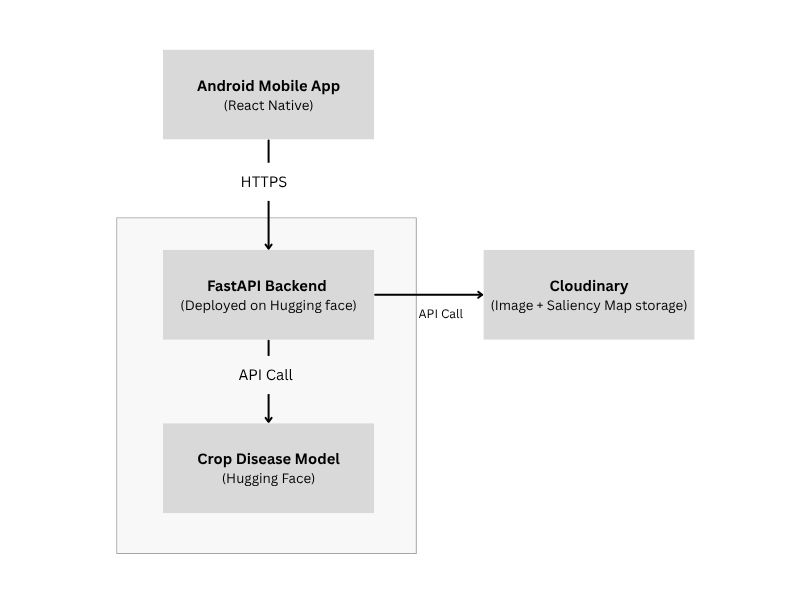 Android Mobile App
(React Native)
HTTPS
FastAPI Backend
(Deployed on Hugging face)
API Call
Cloudinary
(Image + Saliency Map storage)
API Call
Crop Disease Model
(Hugging Face)